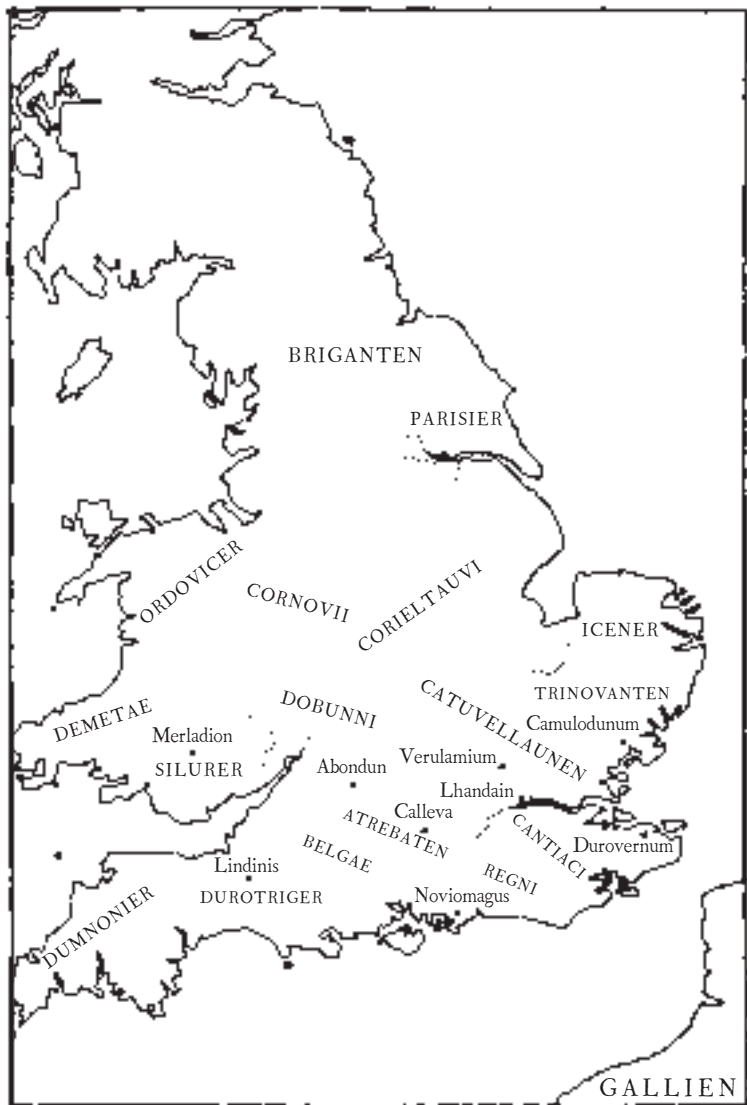 BRIGANTEN
PARISIER
ORDOVICER
CORNOVII
CORIELTAUVI
ICENER
TRINOVANTEN
DEMETAE
DOBUNNI
CATUVELLAUNEN
Camulodunum
Merladion
SILURER
Verulamium
Abondun
Lhandain
Calleva
ATREBATEN
CANTIACI
Durovernum
BELGAE
Lindinis
DUROTRIGER
REGNI
Noviomagus
DUMNONIER
GALLIEN